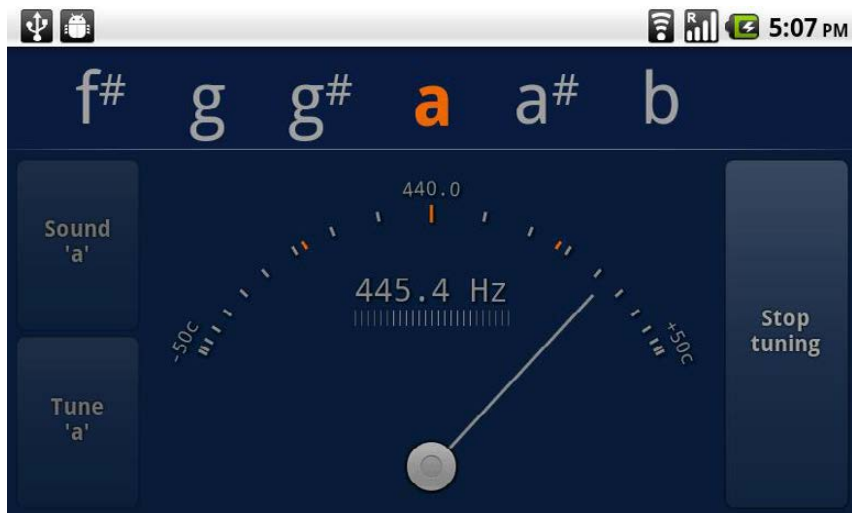 R
5:07 PM
f# g g# a a# b
Sound
'a'
440.0
445.4 Hz
-50c
+50c
Stop
tuning
Tune
'a'